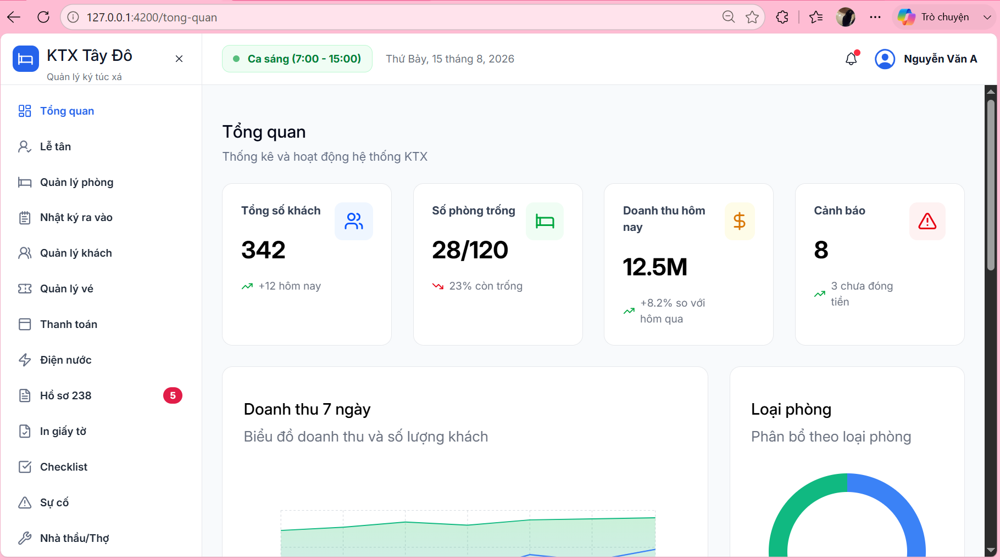 127.0.0.1:4200/tong-quan
Trò chuyện
KTX Tây Đô
Quản lý ký túc xá
Ca sáng (7:00 - 15:00)
Thứ Bảy, 15 tháng 8, 2026
Nguyễn Văn A
Tổng quan
Lễ tân
Quản lý phòng
Nhật ký ra vào
Quản lý khách
Quản lý vé
Thanh toán
Điện nước
Hồ sơ 238
5
In giấy tờ
Checklist
Sự cố
Nhà thầu/Thợ
Tổng quan
Thống kê và hoạt động hệ thống KTX
Tổng số khách
342
+12 hôm nay
Số phòng trống
28/120
23% còn trống
Doanh thu hôm
nay
12.5M
+8.2% so với
hôm qua
Cảnh báo
8
3 chưa đóng
tiền
Doanh thu 7 ngày
Biểu đồ doanh thu và số lượng khách
Loại phòng
Phân bổ theo loại phòng